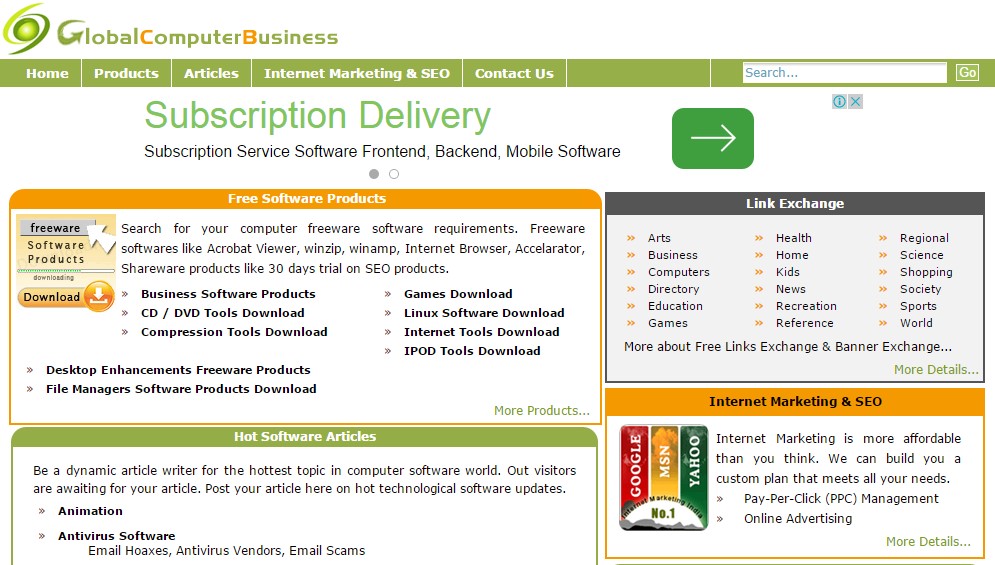 GlobalComputerBusiness
Home Products Articles Internet Marketing & SEO Contact Us Search... Go
Subscription Delivery
Subscription Service Software Frontend, Backend, Mobile Software
Free Software Products
freeware
Software
Products
downloading
Download
Search for your computer freeware software requirements. Freeware
softwares like Acrobat Viewer, winzip, winamp, Internet Browser, Accelarator,
Shareware products like 30 days trial on SEO products.
» Business Software Products
» CD / DVD Tools Download
» Compression Tools Download
» Games Download
» Linux Software Download
» Internet Tools Download
» IPOD Tools Download
» Desktop Enhancements Freeware Products
» File Managers Software Products Download
More Products...
Hot Software Articles
Be a dynamic article writer for the hottest topic in computer software world. Out visitors
are awaiting for your article. Post your article here on hot technological software updates.
» Animation
» Antivirus Software
Email Hoaxes, Antivirus Vendors, Email Scams
Link Exchange
» Arts
» Business
» Computers
» Directory
» Education
» Games
» Health
» Home
» Kids
» News
» Recreation
» Reference
» Regional
» Science
» Shopping
» Society
» Sports
» World
More about Free Links Exchange & Banner Exchange...
More Details...
Internet Marketing & SEO
GOOGLE
MSN
YAHOO
Internet Marketing India
No.1
Internet Marketing is more affordable
than you think. We can build you a
custom plan that meets all your needs.
» Pay-Per-Click (PPC) Management
» Online Advertising
More Details...